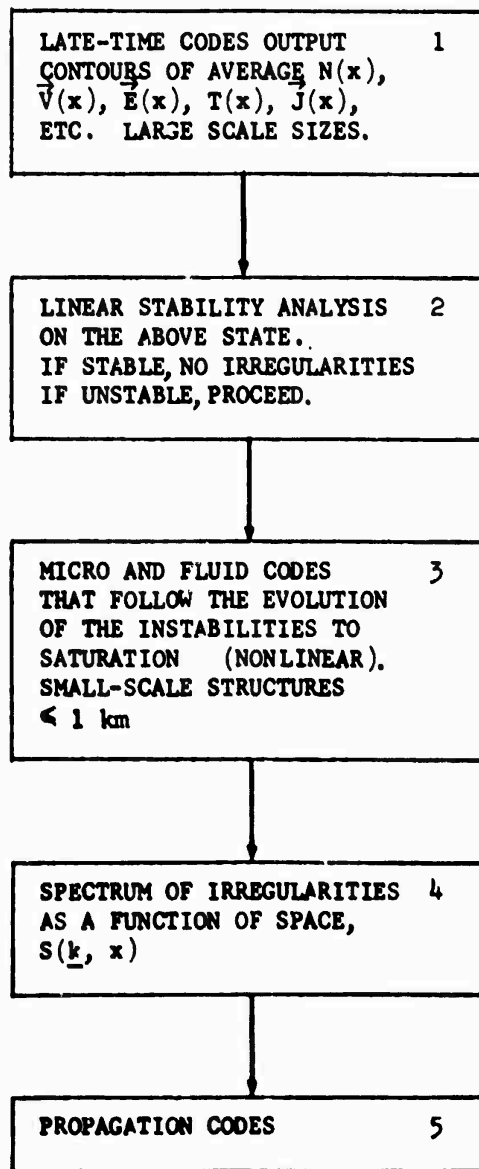 LATE-TIME CODES OUTPUT 1
CONTOURS OF AVERAGE N(x),
V⃗(x), E⃗(x), T(x), J⃗(x),
ETC. LARGE SCALE SIZES.
LINEAR STABILITY ANALYSIS 2
ON THE ABOVE STATE.
IF STABLE, NO IRREGULARITIES
IF UNSTABLE, PROCEED.
MICRO AND FLUID CODES 3
THAT FOLLOW THE EVOLUTION
OF THE INSTABILITIES TO
SATURATION (NONLINEAR).
SMALL-SCALE STRUCTURES
⩽ 1 km
SPECTRUM OF IRREGULARITIES 4
AS A FUNCTION OF SPACE,
S(k̲, x)
PROPAGATION CODES 5